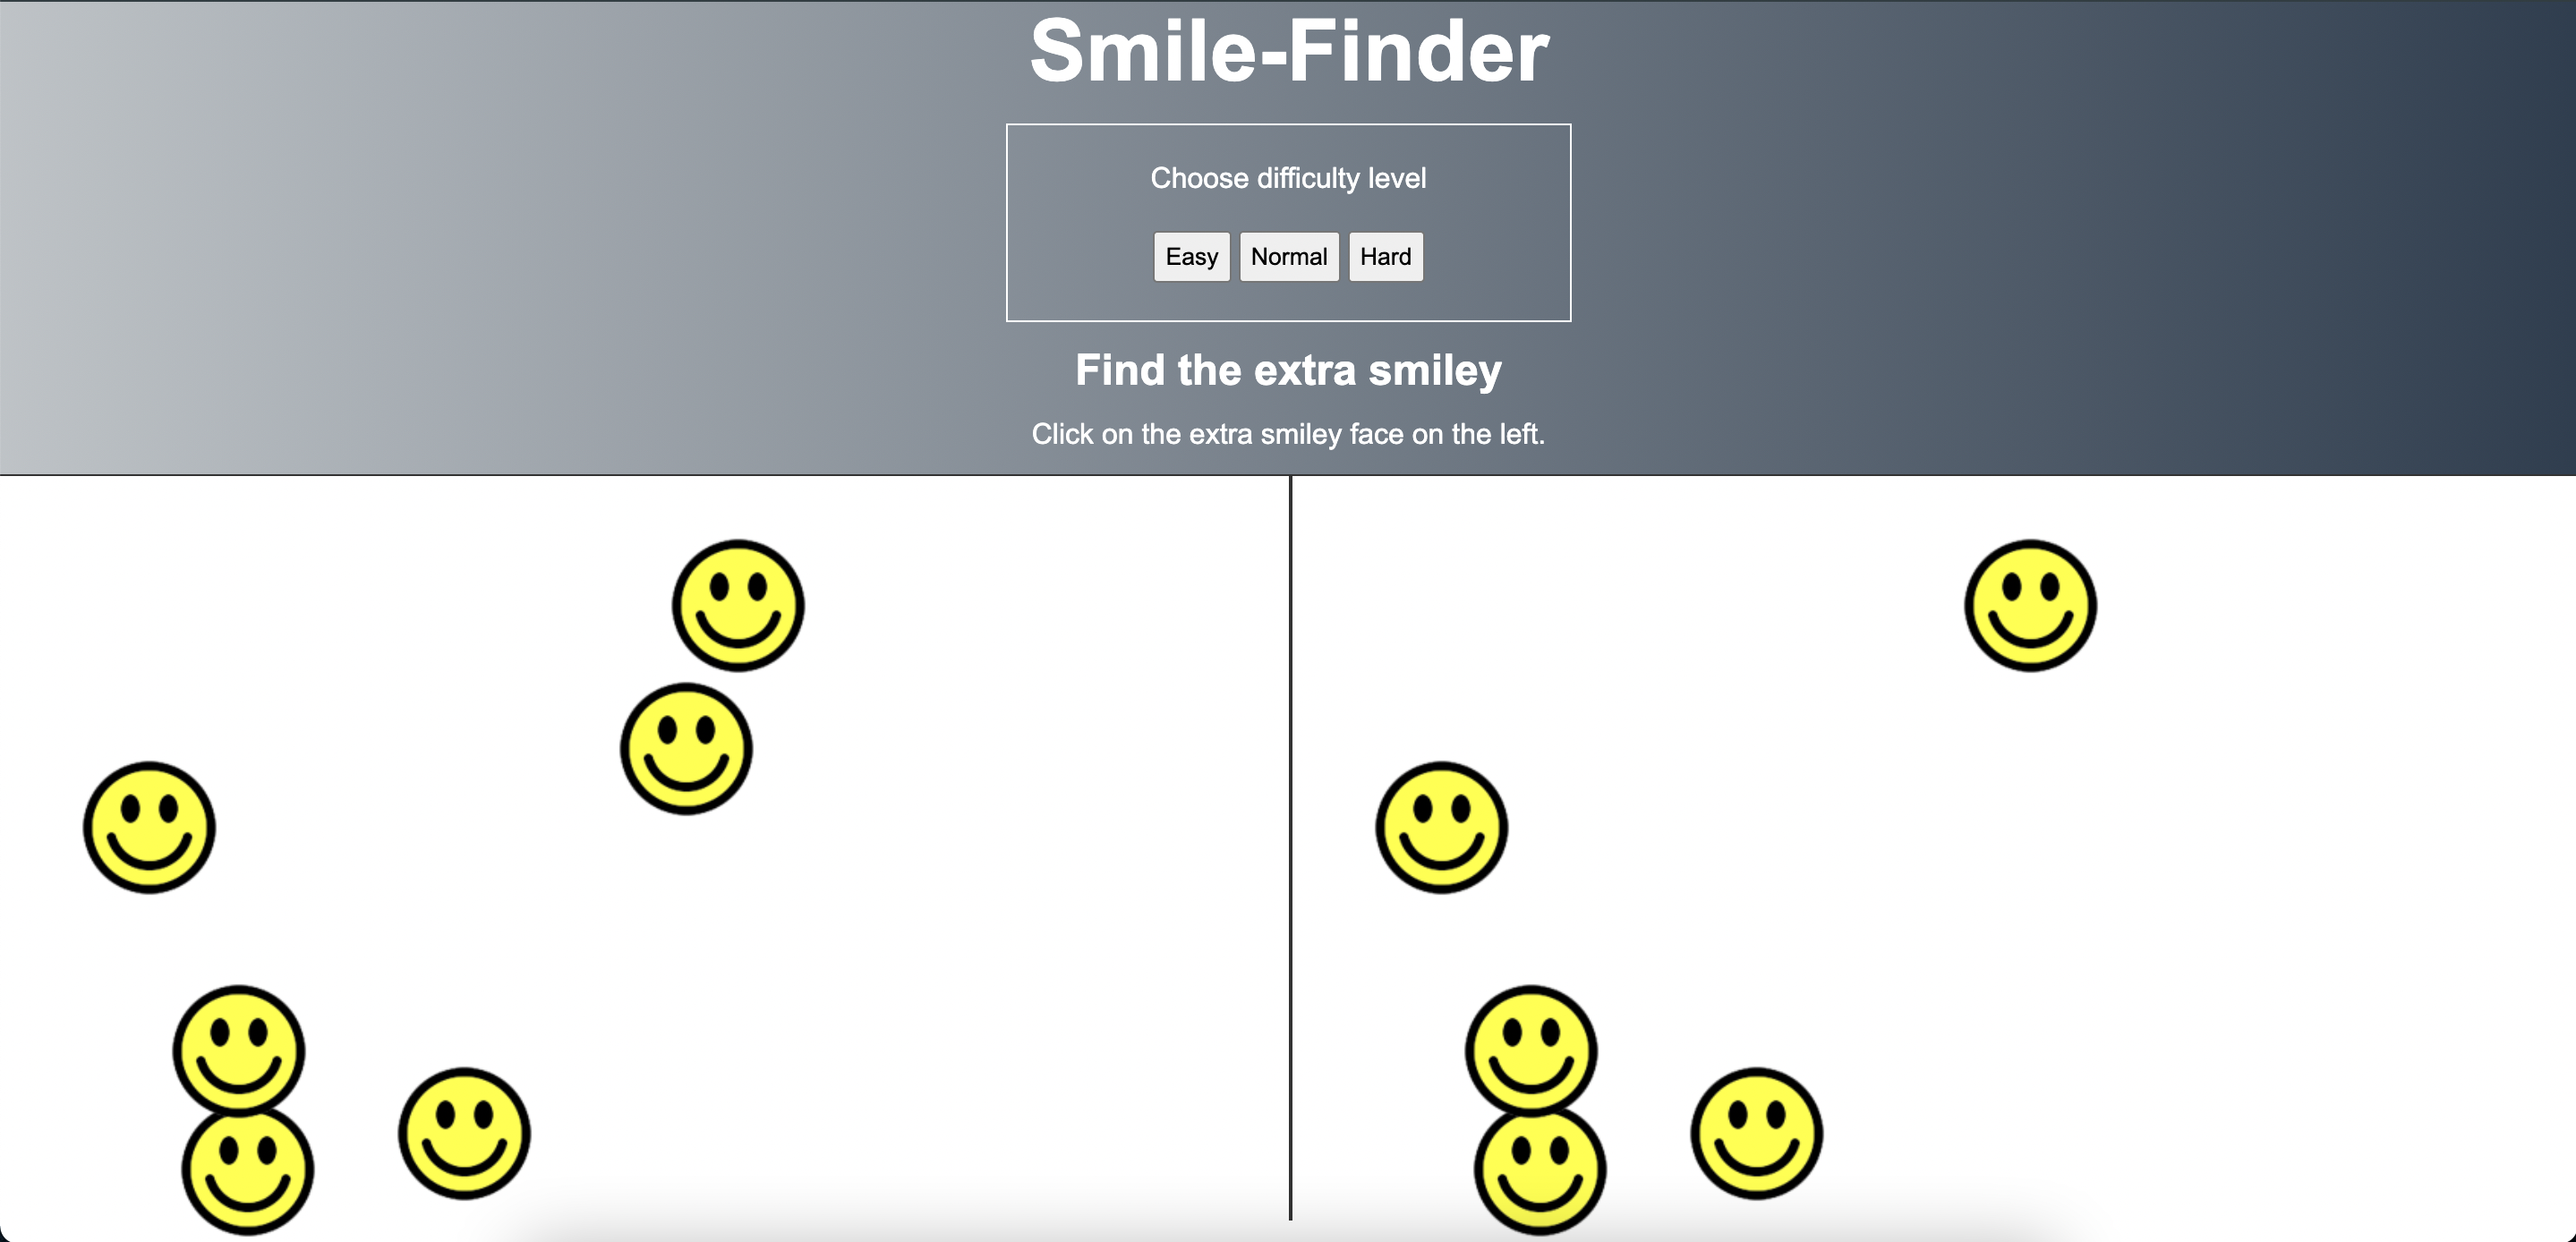 Smile-Finder
Choose difficulty level
Easy Normal Hard
Find the extra smiley
Click on the extra smiley face on the left.